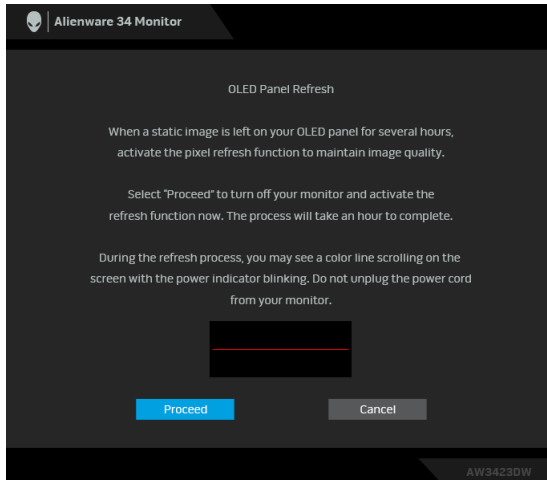 Alienware 34 Monitor
OLED Panel Refresh
When a static image is left on your OLED panel for several hours,
activate the pixel refresh function to maintain image quality.
Select "Proceed" to turn off your monitor and activate the
refresh function now. The process will take an hour to complete.
During the refresh process, you may see a color line scrolling on the
screen with the power indicator blinking. Do not unplug the power cord
from your monitor.
Proceed
Cancel
AW3423DW